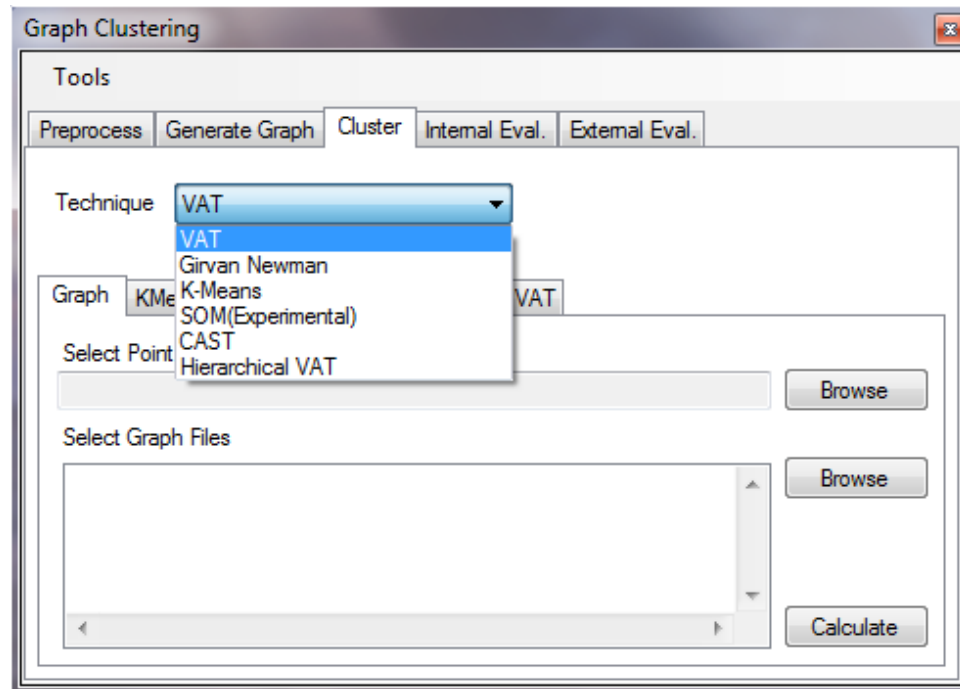 Graph Clustering
Tools
Preprocess Generate Graph Cluster Internal Eval. External Eval.
Technique VAT
VAT
Girvan Newman
K-Means
SOM(Experimental)
CAST
Hierarchical VAT
Graph KMe VAT
Select Point
Browse
Select Graph Files
Browse
Calculate